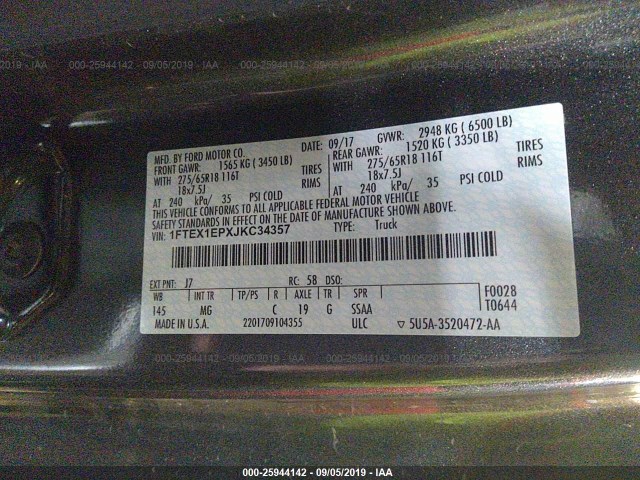 000-25944142 - 09/05/2019 - IAA
000-25944142 - 09/05/2019 - IAA
000-25944142 - 09/05/2019 - IAA
MFD. BY FORD MOTOR CO. DATE: 09/17 GVWR: 2948 KG ( 6500 LB)
FRONT GAWR: 1565 KG ( 3450 LB) REAR GAWR: 1520 KG ( 3350 LB)
WITH 275/65R18 116T TIRES WITH 275/65R18 116T TIRES
18x7.5J RIMS 18x7.5J RIMS
AT 240 kPa/ 35 PSI COLD AT 240 kPa/ 35 PSI COLD
THIS VEHICLE CONFORMS TO ALL APPLICABLE FEDERAL MOTOR VEHICLE
SAFETY STANDARDS IN EFFECT ON THE DATE OF MANUFACTURE SHOWN ABOVE.
VIN: 1FTEX1EPXJKC34357 TYPE: Truck
EXT PNT: J7 RC: 58 DSO:
WB INT TR TP/PS R AXLE TR SPR F0028
145 MG C 19 G SSAA T0644
MADE IN U.S.A. 2201709104355 ULC ▽ 5U5A-3520472-AA
000-25944142 - 09/05/2019 - IAA